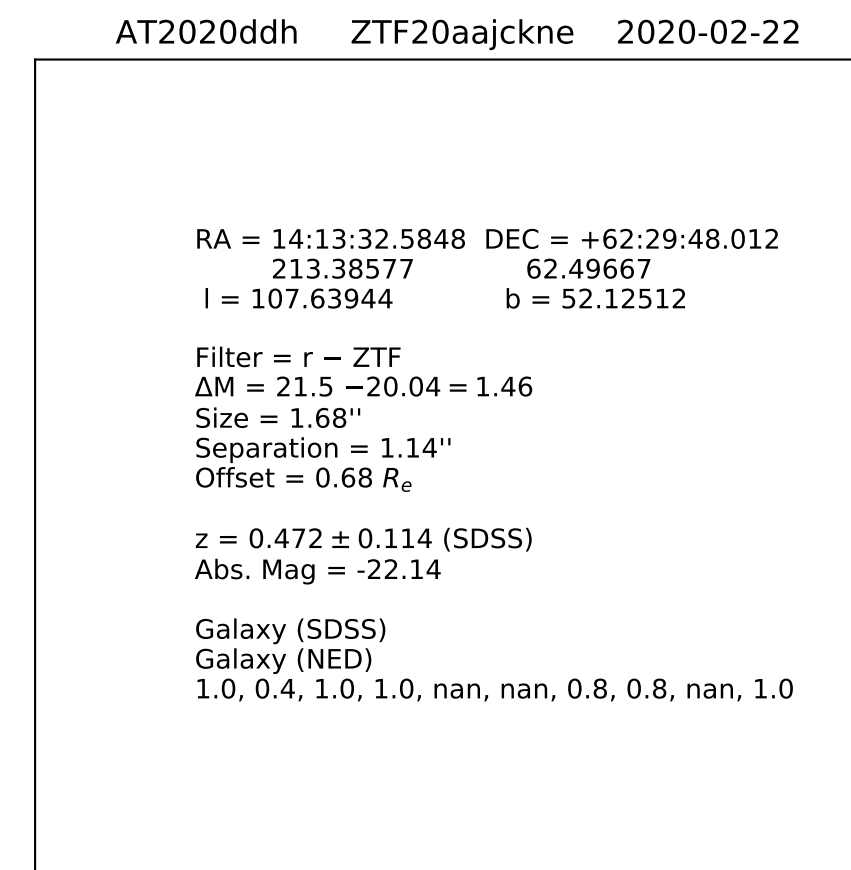 AT2020ddh ZTF20aajckne 2020-02-22
RA = 14:13:32.5848 DEC = +62:29:48.012
213.38577 62.49667
l = 107.63944 b = 52.12512
Filter = r − ZTF
ΔM = 21.5 −20.04 = 1.46
Size = 1.68''
Separation = 1.14''
Offset = 0.68 Rₑ
z = 0.472 ± 0.114 (SDSS)
Abs. Mag = -22.14
Galaxy (SDSS)
Galaxy (NED)
1.0, 0.4, 1.0, 1.0, nan, nan, 0.8, 0.8, nan, 1.0